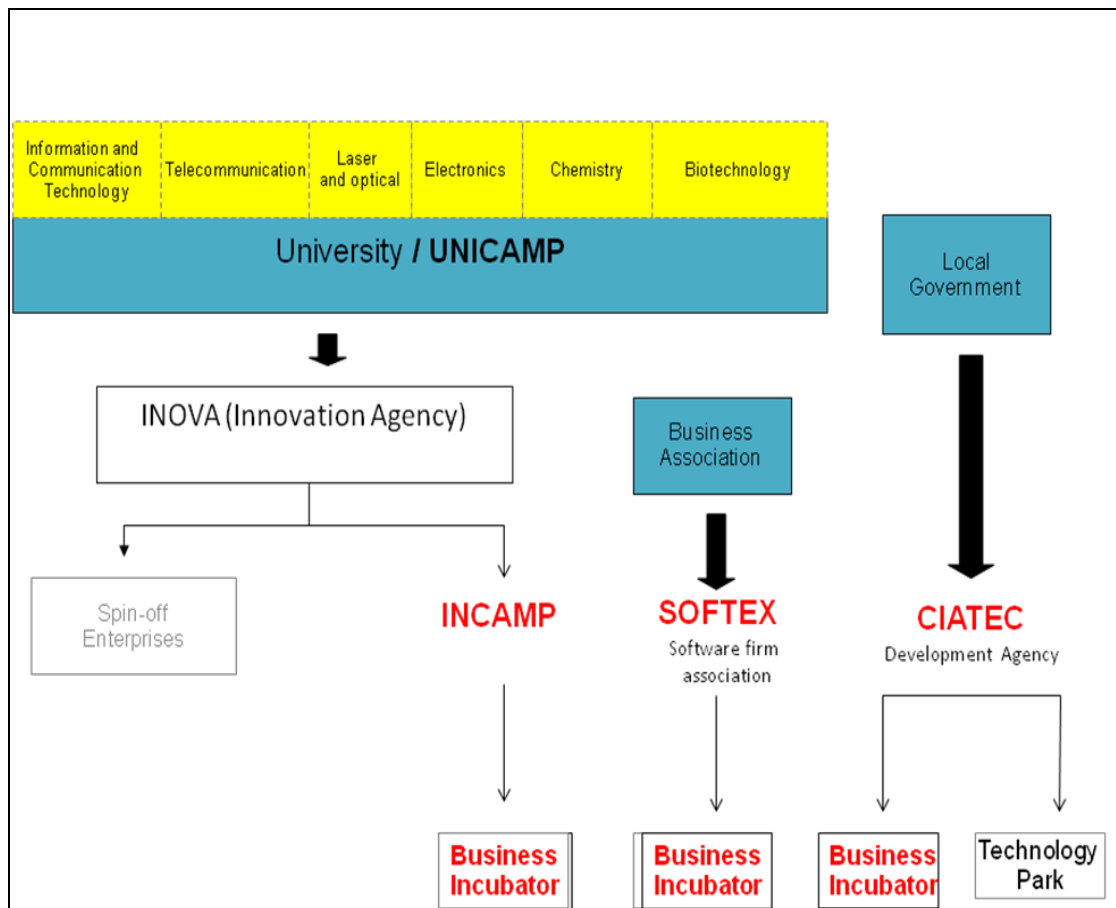 Information and
Communication
Technology
Telecommunication
Laser
and optical
Electronics
Chemistry
Biotechnology
University / UNICAMP
Local
Government
INOVA (Innovation Agency)
Business
Association
Spin-off
Enterprises
INCAMP
SOFTEX
Software firm
association
CIATEC
Development Agency
Business
Incubator
Business
Incubator
Business
Incubator
Technology
Park